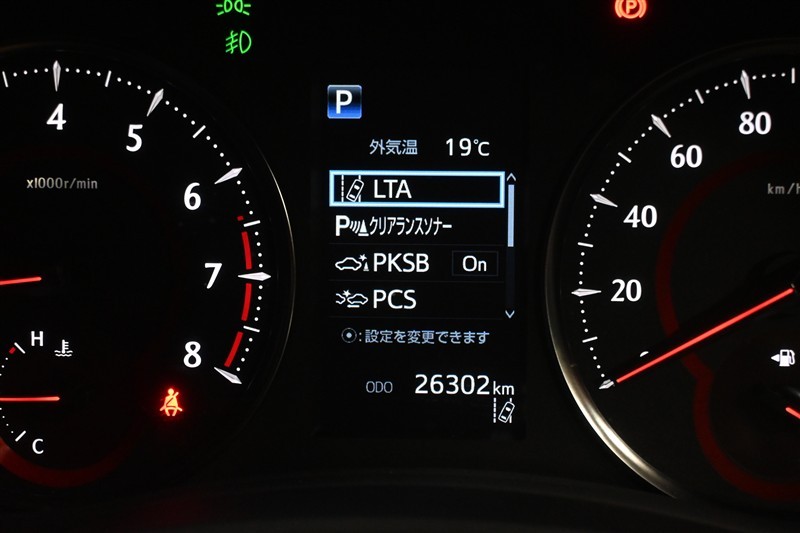 P
P
外気温 19℃
LTA
Pクリアランスソナー
PKSB On
PCS
:設定を変更できます
ODO 26302km
4
5
6
7
8
x1000r/min
H
C
80
60
40
20
km/h